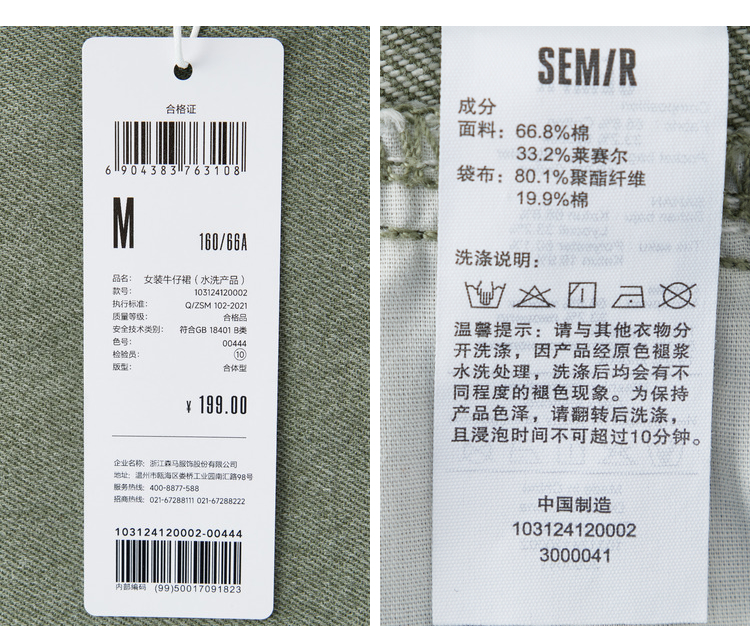 合格证
6 904383 763108
M
160/66A
品名: 女装牛仔裙(水洗产品)
款号: 103124120002
执行标准: Q/ZSM 102-2021
质量等级: 合格品
安全技术类别: 符合GB 18401 B类
色号: 00444
检验员: ⑩
版型: 合体型
¥ 199.00
企业名称: 浙江森马服饰股份有限公司
地址: 温州市瓯海区娄桥工业园南汇路98号
服务热线: 400-8877-588
招商热线: 021-67288111 021-67288222
103124120002-00444
内部编码 (99)50017091823
SEM/R
成分
面料: 66.8%棉
33.2%莱赛尔
袋布: 80.1%聚酯纤维
19.9%棉
洗涤说明:
温馨提示: 请与其他衣物分
开洗涤, 因产品经原色褪浆
水洗处理, 洗涤后均会有不
同程度的褪色现象。为保持
产品色泽, 请翻转后洗涤,
且浸泡时间不可超过10分钟。
中国制造
103124120002
3000041